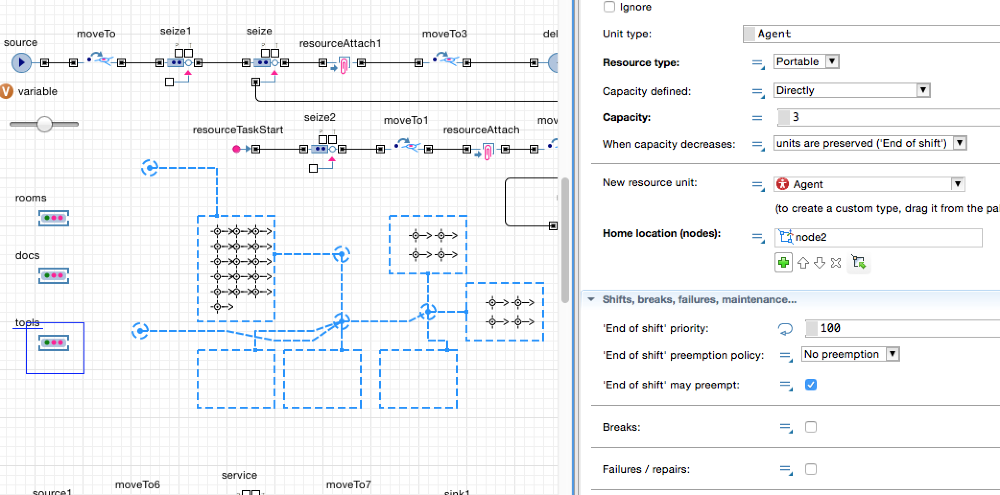 source
moveTo
seize1
seize
resourceAttach1
moveTo3
P T
P T
V variable
resourceTaskStart
seize2
moveTo1
resourceAttach
P T
rooms
docs
tools
moveTo6
service
moveTo7
source1
sink1
Ignore
Unit type: Agent
Resource type: Portable
Capacity defined: Directly
Capacity: 3
When capacity decreases: units are preserved ('End of shift')
New resource unit: Agent
(to create a custom type, drag it from the pal
Home location (nodes): node2
Shifts, breaks, failures, maintenance...
'End of shift' priority: 100
'End of shift' preemption policy: No preemption
'End of shift' may preempt:
Breaks:
Failures / repairs: